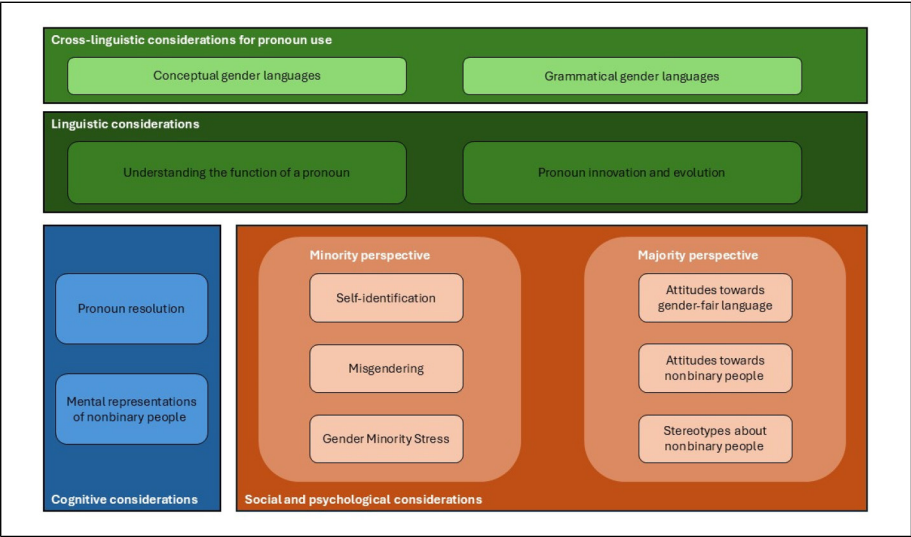 Cross-linguistic considerations for pronoun use
Conceptual gender languages
Grammatical gender languages
Linguistic considerations
Understanding the function of a pronoun
Pronoun innovation and evolution
Pronoun resolution
Mental representations
of nonbinary people
Cognitive considerations
Minority perspective
Self-identification
Misgendering
Gender Minority Stress
Majority perspective
Attitudes towards
gender-fair language
Attitudes towards
nonbinary people
Stereotypes about
nonbinary people
Social and psychological considerations